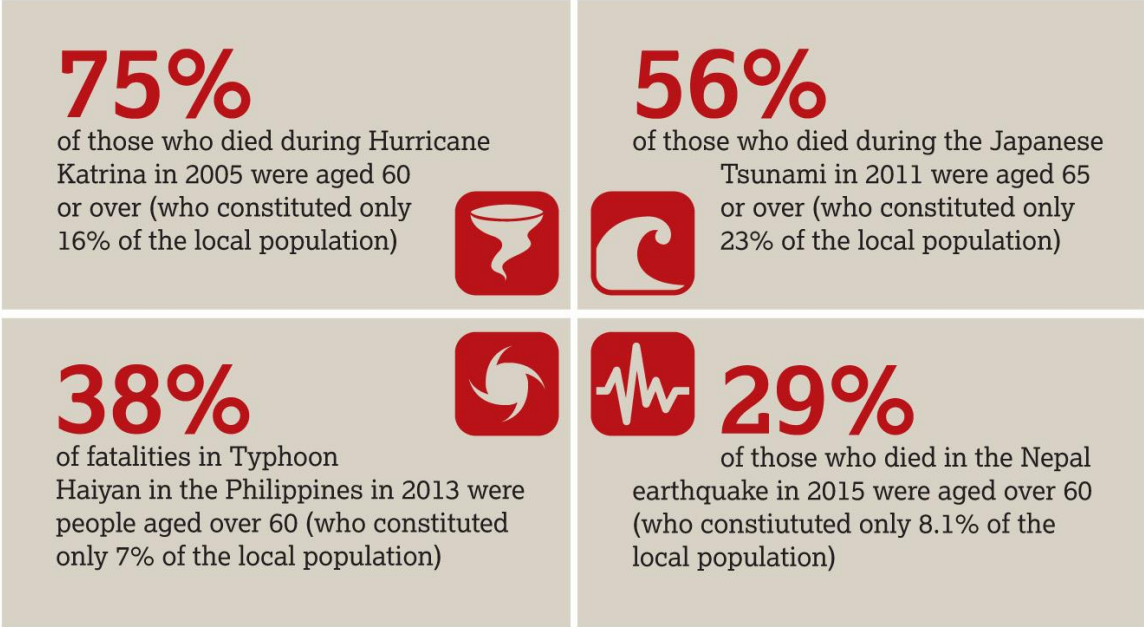 75%
of those who died during Hurricane
Katrina in 2005 were aged 60
or over (who constituted only
16% of the local population)
56%
of those who died during the Japanese
Tsunami in 2011 were aged 65
or over (who constituted only
23% of the local population)
38%
of fatalities in Typhoon
Haiyan in the Philippines in 2013 were
people aged over 60 (who constituted
only 7% of the local population)
29%
of those who died in the Nepal
earthquake in 2015 were aged over 60
(who constiututed only 8.1% of the
local population)